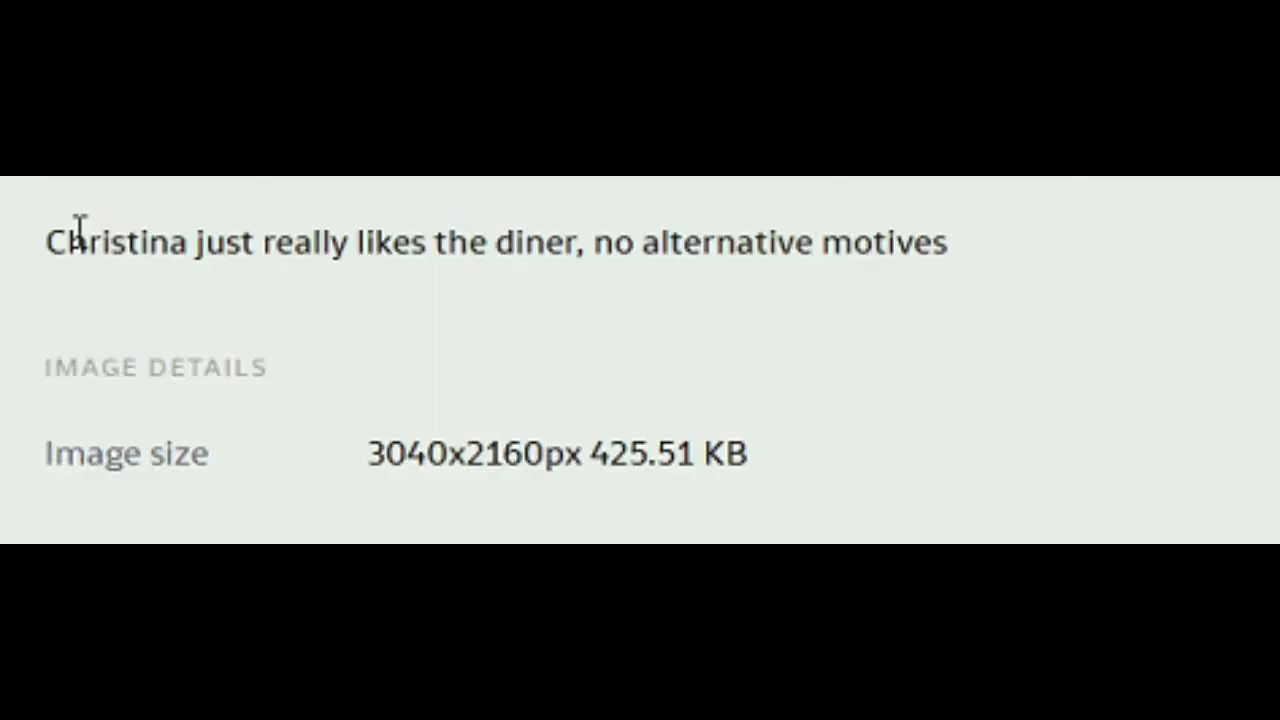 Christina just really likes the diner, no alternative motives
IMAGE DETAILS
Image size 3040x2160px 425.51 KB